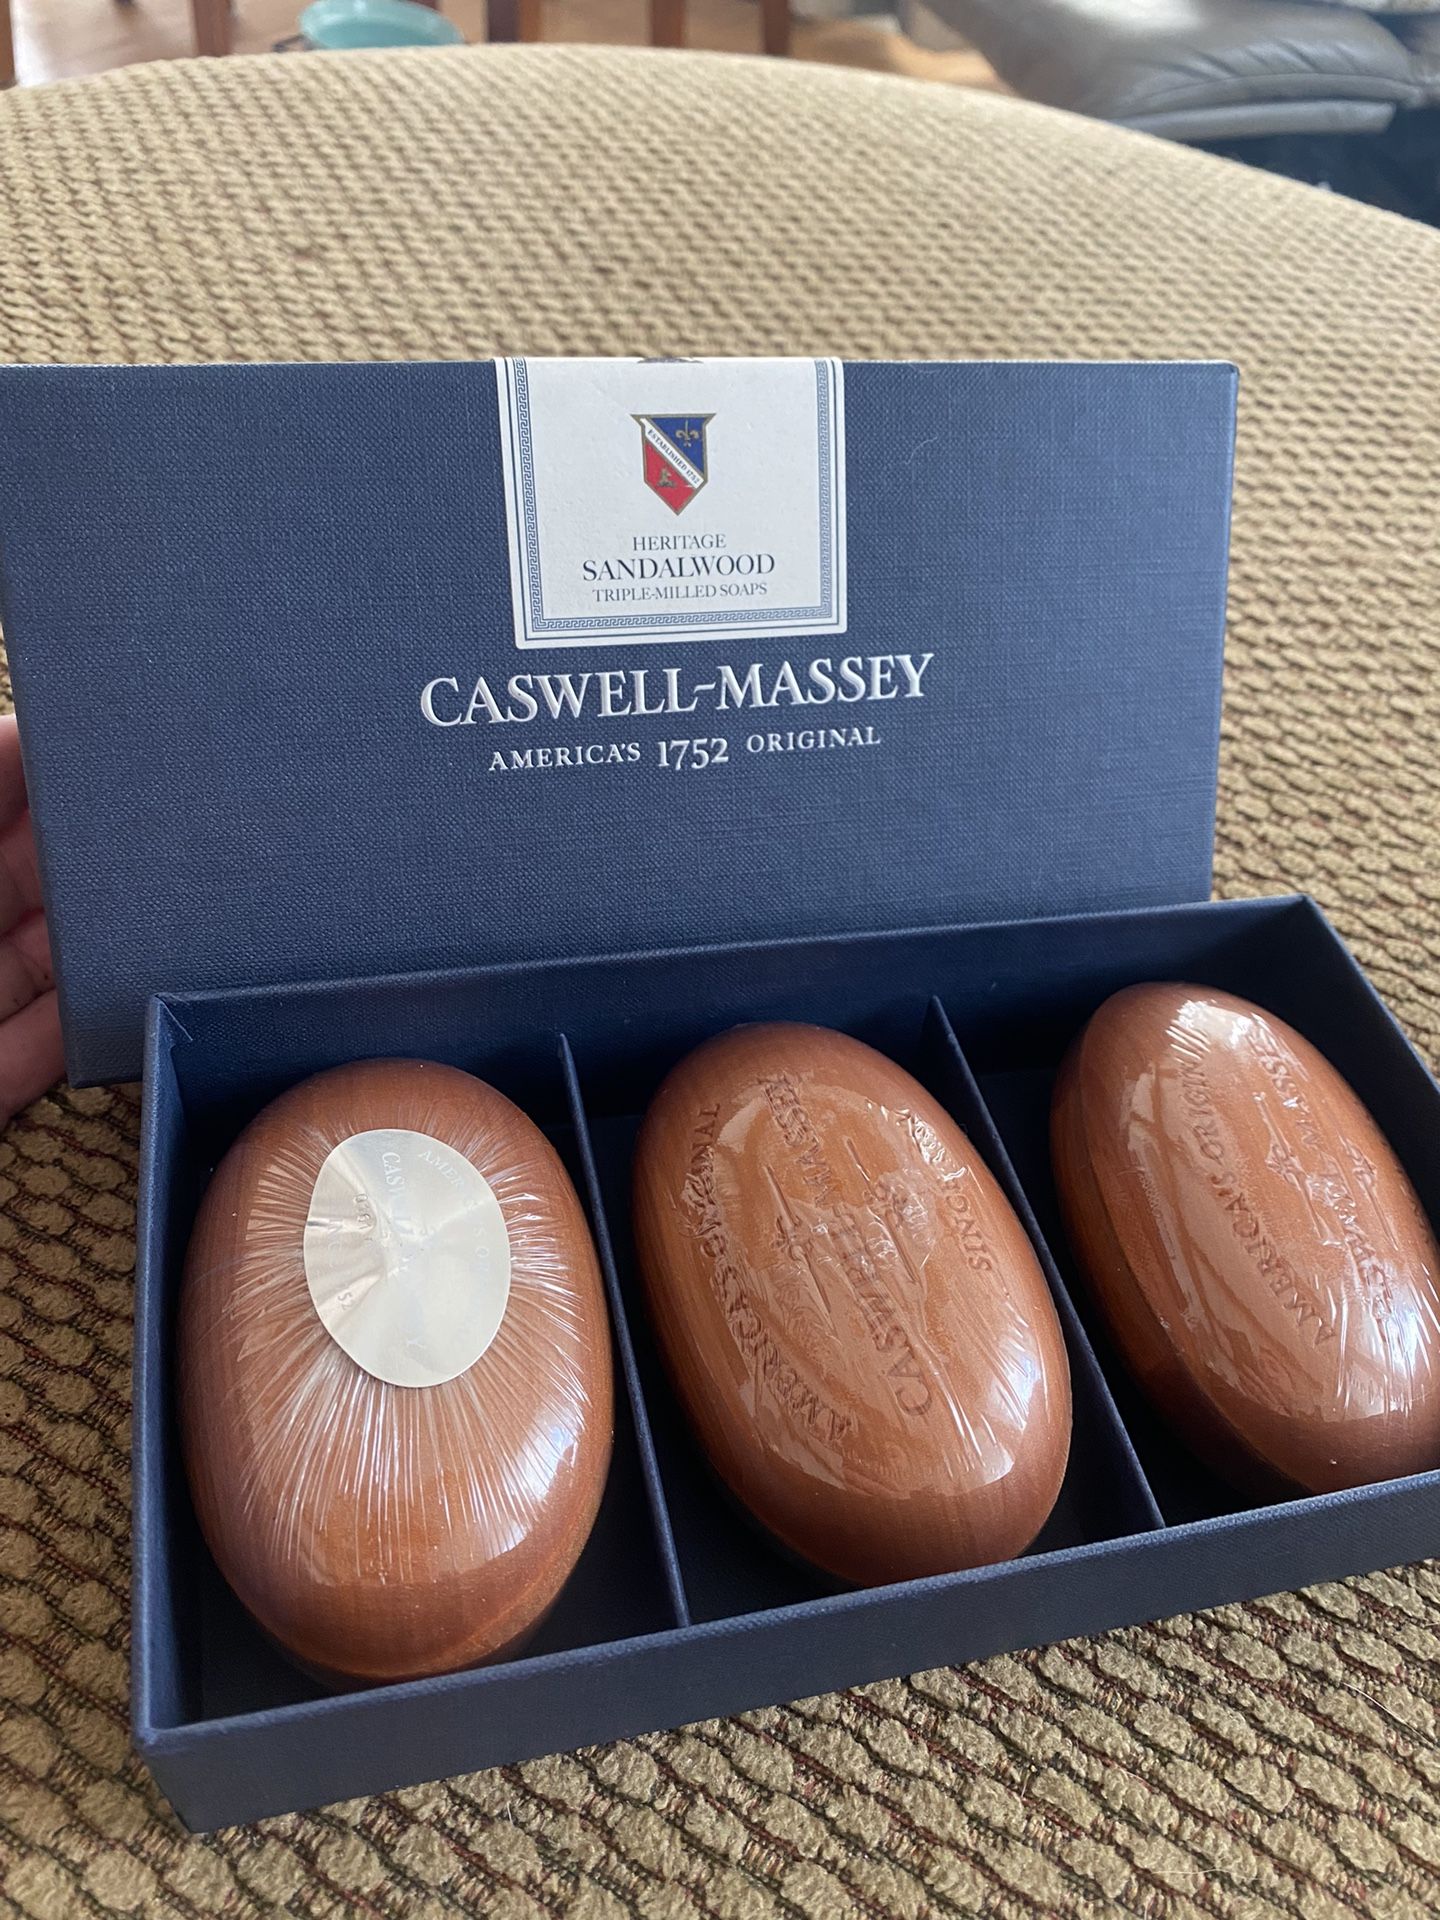 ESTABLISHED 1752
HERITAGE
SANDALWOOD
TRIPLE-MILLED SOAPS
CASWELL-MASSEY
AMERICA'S 1752 ORIGINAL
CASWELL
AMERICA'S ORIGINAL
CASWELL-MASSEY
SINCE
AMERICA'S ORIGIN
MASSEY